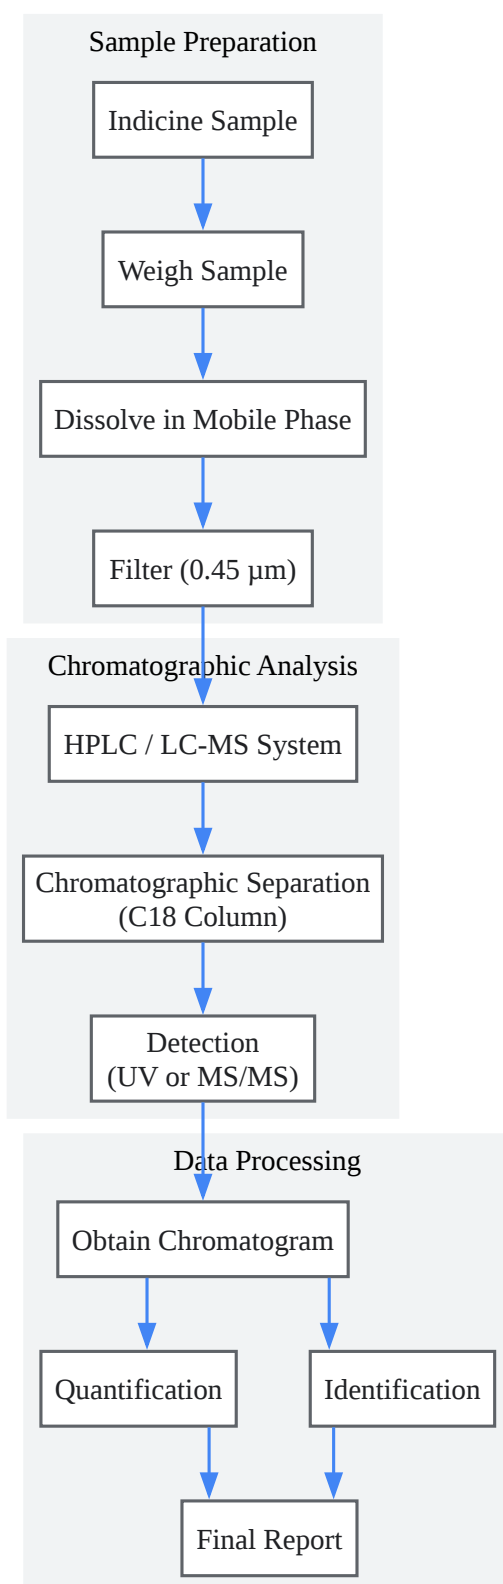 Sample Preparation
Indicine Sample
Weigh Sample
Dissolve in Mobile Phase
Filter (0.45 µm)
Chromatographic Analysis
HPLC / LC-MS System
Chromatographic Separation
(C18 Column)
Detection
(UV or MS/MS)
Data Processing
Obtain Chromatogram
Quantification
Identification
Final Report